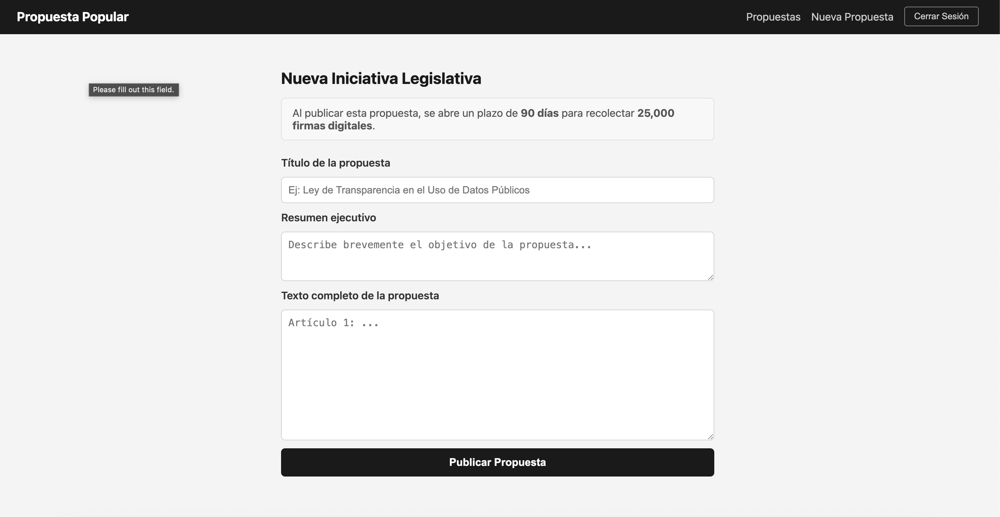 Propuesta Popular
Propuestas
Nueva Propuesta
Cerrar Sesión
Please fill out this field.
Nueva Iniciativa Legislativa
Al publicar esta propuesta, se abre un plazo de 90 días para recolectar 25,000
firmas digitales.
Título de la propuesta
Ej: Ley de Transparencia en el Uso de Datos Públicos
Resumen ejecutivo
Describe brevemente el objetivo de la propuesta...
Texto completo de la propuesta
Artículo 1: ...
Publicar Propuesta